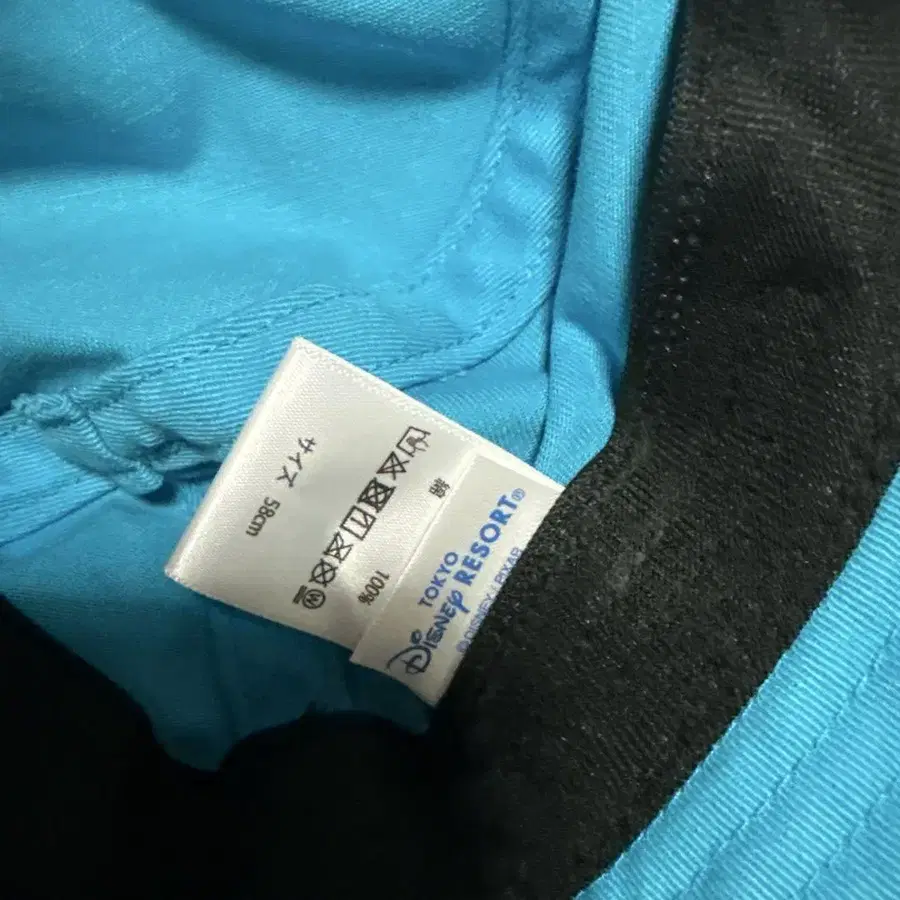 綿
100%
サイズ 58cm
TOKYO
DISNEY RESORT®
©DISNEY / PIXAR